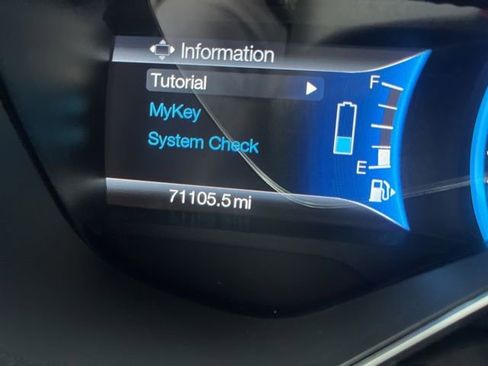 Information
Tutorial
F
MyKey
System Check
E
71105.5 mi